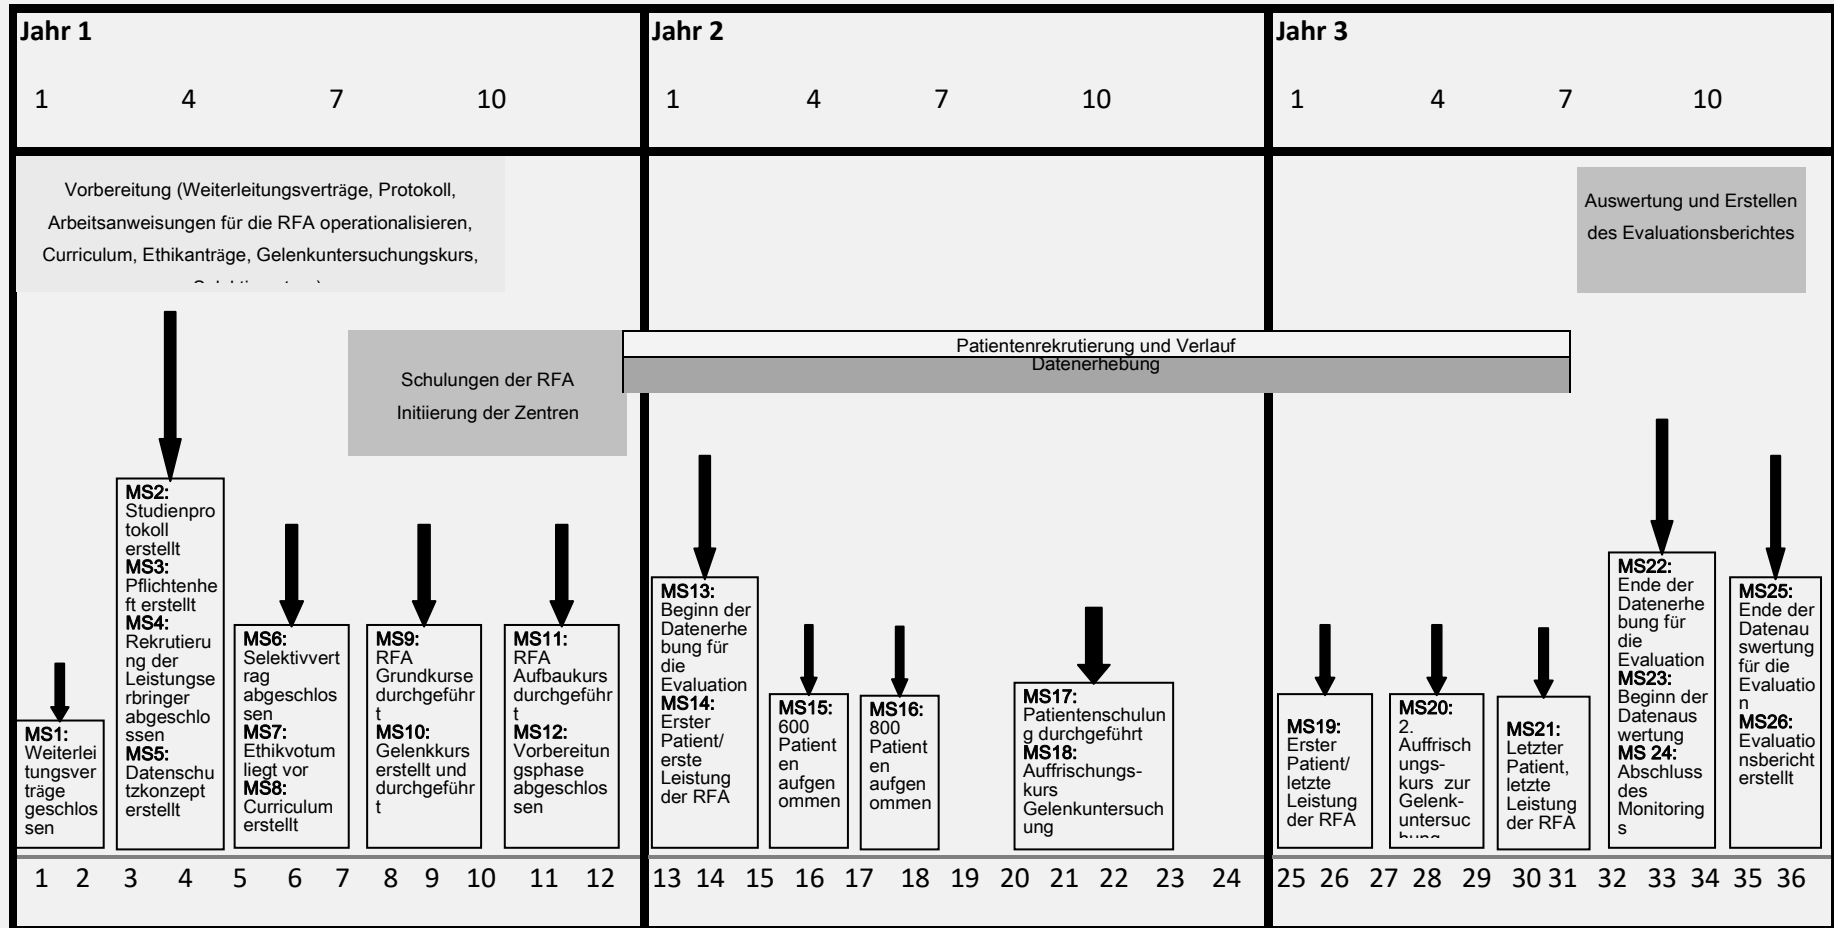 Jahr 1
Jahr 2
Jahr 3
1 4 7 10
1 4 7 10
1 4 7 10
Vorbereitung (Weiterleitungsverträge, Protokoll,
Arbeitsanweisungen für die RFA operationalisieren,
Curriculum, Ethikanträge, Gelenkuntersuchungskurs,
Auswertung und Erstellen
des Evaluationsberichtes
Schulungen der RFA
Initiierung der Zentren
Patientenrekrutierung und Verlauf
Datenerhebung
MS1:
Weiterlei
tungsver
träge
geschlos
sen
MS2:
Studienpro
tokoll
erstellt
MS3:
Pflichtenhe
ft erstellt
MS4:
Rekrutieru
ng der
Leistungse
rbringer
abgeschlo
ssen
MS5:
Datenschu
tzkonzept
erstellt
MS6:
Selektivvert
rag
abgeschlos
sen
MS7:
Ethikvotum
liegt vor
MS8:
Curriculum
erstellt
MS9:
RFA
Grundkurse
durchgeführ
t
MS10:
Gelenkkurs
erstellt und
durchgeführ
t
MS11:
RFA
Aufbaukurs
durchgeführ
t
MS12:
Vorbereitun
gsphase
abgeschlos
sen
MS13:
Beginn der
Datenerhe
bung für
die
Evaluation
MS14:
Erster
Patient/
erste
Leistung
der RFA
MS15:
600
Patient
en
aufgen
ommen
MS16:
800
Patient
en
aufgen
ommen
MS17:
Patientenschulun
g durchgeführt
MS18:
Auffrischungs-
kurs
Gelenkuntersuch
ung
MS19:
Erster
Patient/
letzte
Leistung
der RFA
MS20:
2.
Auffrisch
ungs-
kurs zur
Gelenk-
untersuc
MS21:
Letzter
Patient,
letzte
Leistung
der RFA
MS22:
Ende der
Datenerhe
bung für
die
Evaluation
MS23:
Beginn der
Datenaus
wertung
MS 24:
Abschluss
des
Monitoring
s
MS25:
Ende der
Datenau
swertung
für die
Evaluatio
n
MS26:
Evaluatio
nsbericht
erstellt
1 2 3 4 5 6 7 8 9 10 11 12
13 14 15 16 17 18 19 20 21 22 23 24
25 26 27 28 29 30 31 32 33 34 35 36